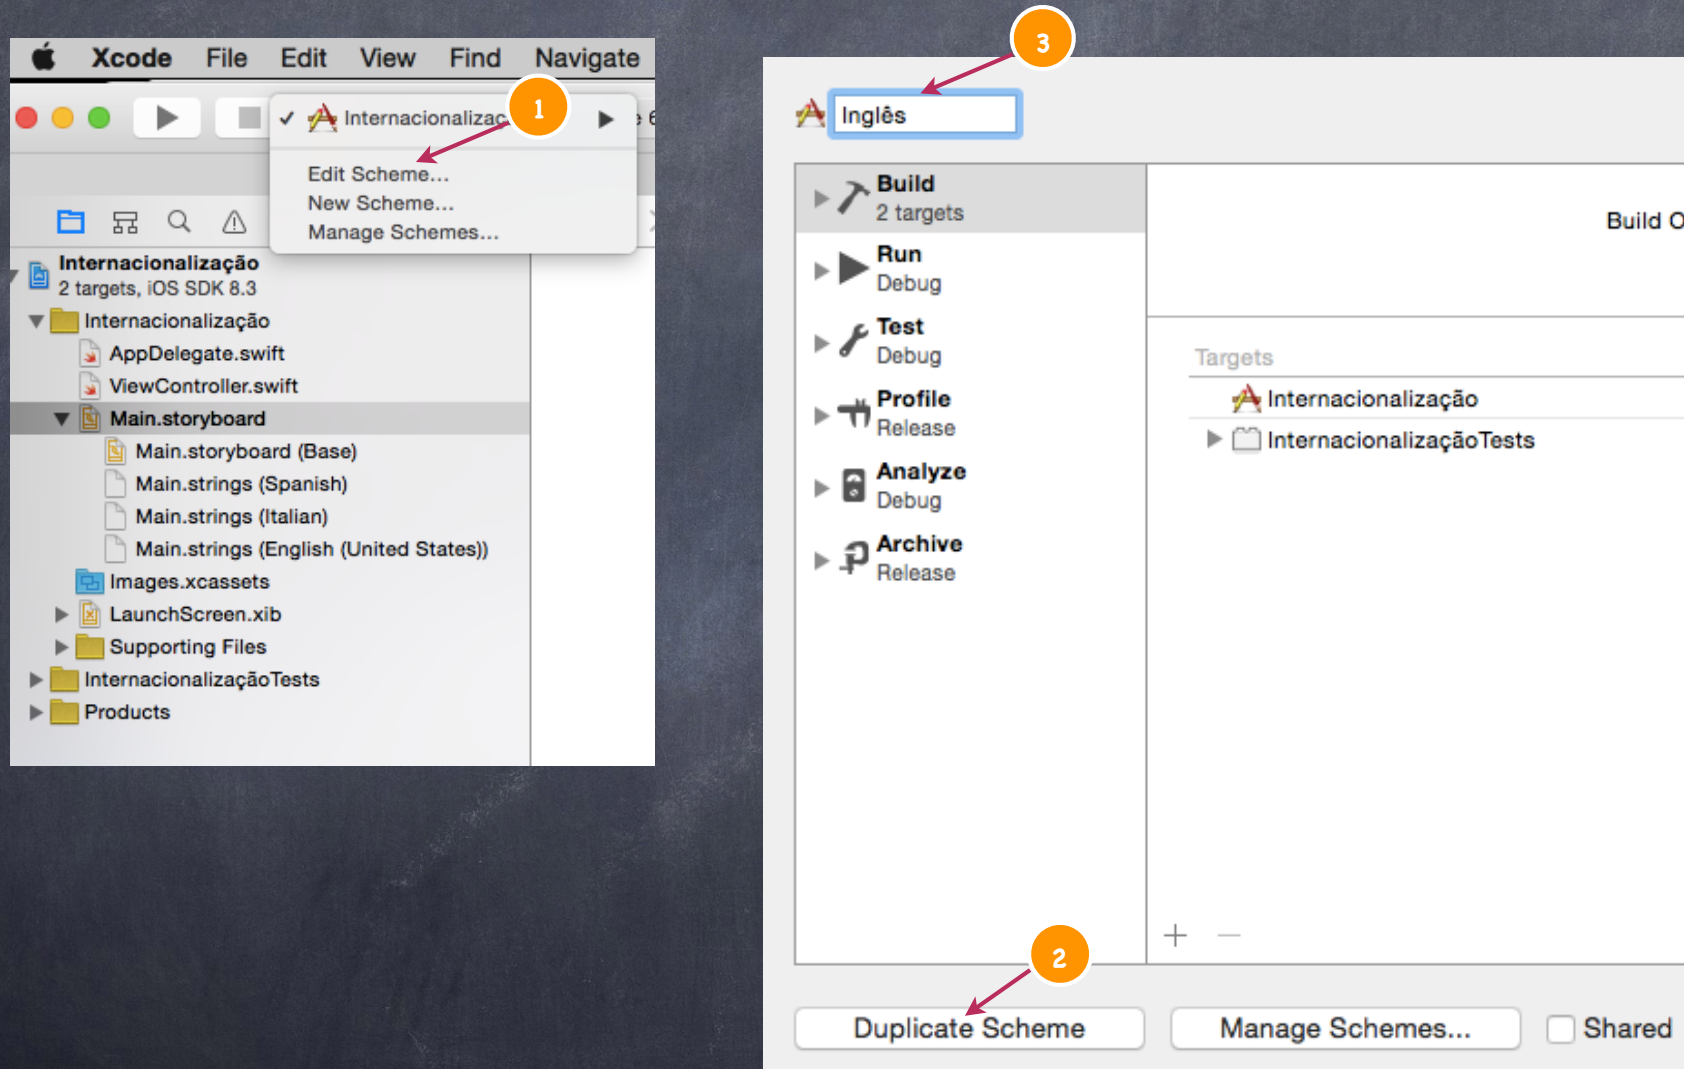 Xcode File Edit View Find Navigate
1
Internacionalizaç
e 6
Edit Scheme...
New Scheme...
Manage Schemes...
Internacionalização
2 targets, iOS SDK 8.3
Internacionalização
AppDelegate.swift
ViewController.swift
Main.storyboard
Main.storyboard (Base)
Main.strings (Spanish)
Main.strings (Italian)
Main.strings (English (United States))
Images.xcassets
LaunchScreen.xib
Supporting Files
InternacionalizaçãoTests
Products
3
Inglês
Build
2 targets
Run
Debug
Test
Debug
Profile
Release
Analyze
Debug
Archive
Release
Build O
Targets
Internacionalização
InternacionalizaçãoTests
2
Duplicate Scheme
Manage Schemes...
Shared